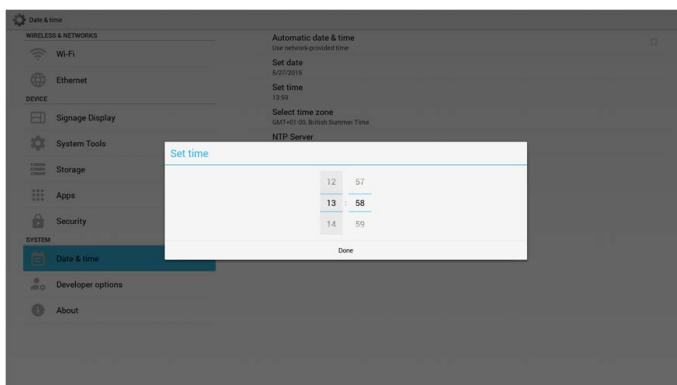 Date & time
WIRELESS & NETWORKS
Wi-Fi
Ethernet
DEVICE
Signage Display
System Tools
Storage
Apps
Security
SYSTEM
Date & time
Developer options
About
Automatic date & time
Use network-provided time
Set date
5/27/2015
Set time
13:58
Select time zone
GMT+01:00, British Summer Time
NTP Server
Set time
12 57
13 : 58
14 59
Done